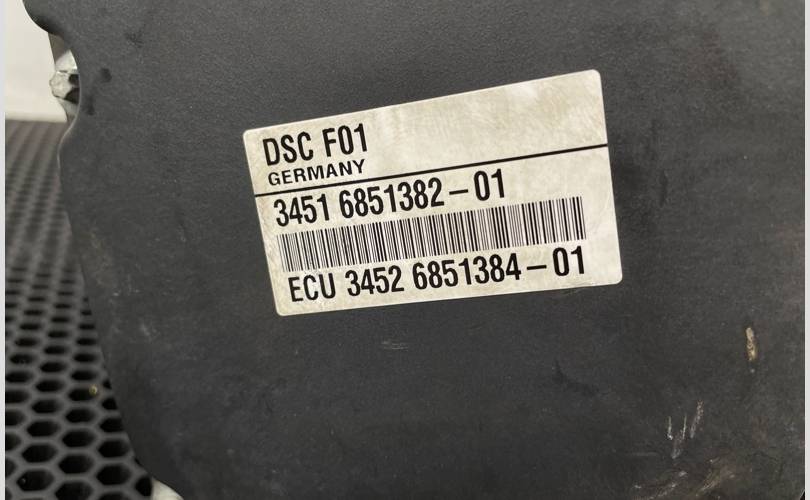 DSC F01
GERMANY
3451 6851382-01
ECU 3452 6851384-01